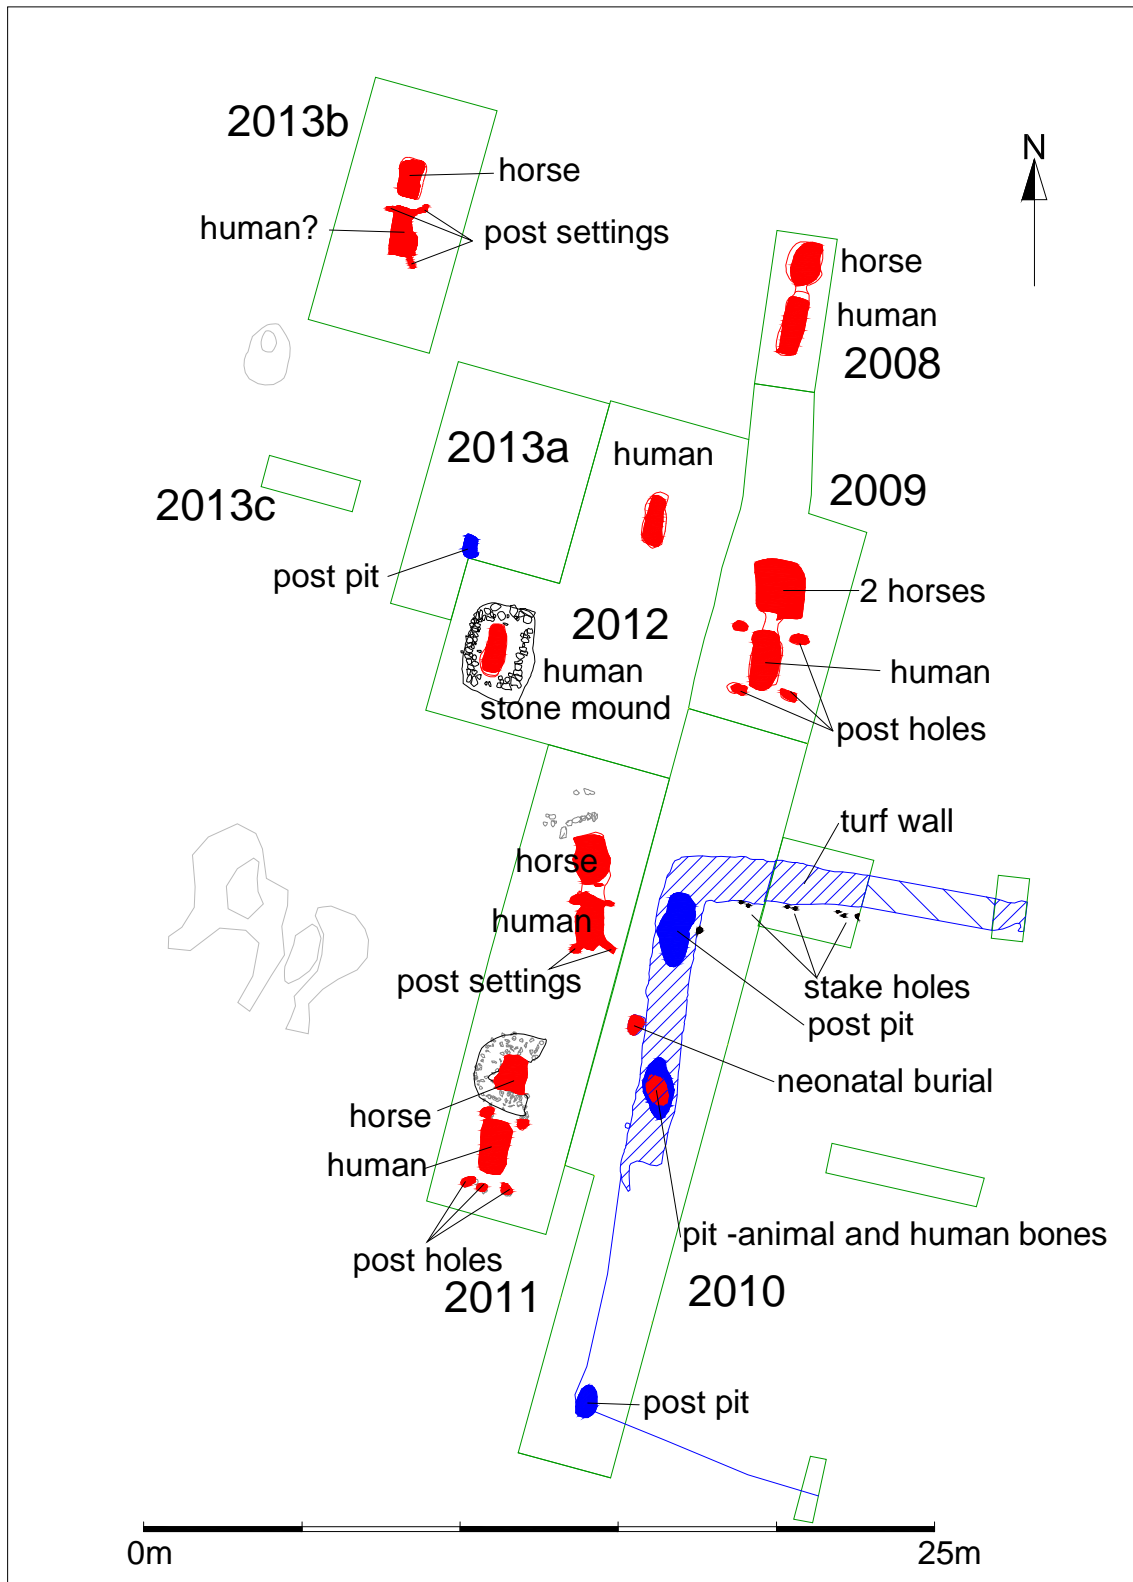 2013b
horse
human?
post settings
N
horse
human
2008
2013a
human
2013c
2009
post pit
2 horses
2012
human
human
stone mound
post holes
turf wall
horse
human
post settings
stake holes
post pit
neonatal burial
horse
human
pit -animal and human bones
post holes
2011
2010
post pit
0m
25m